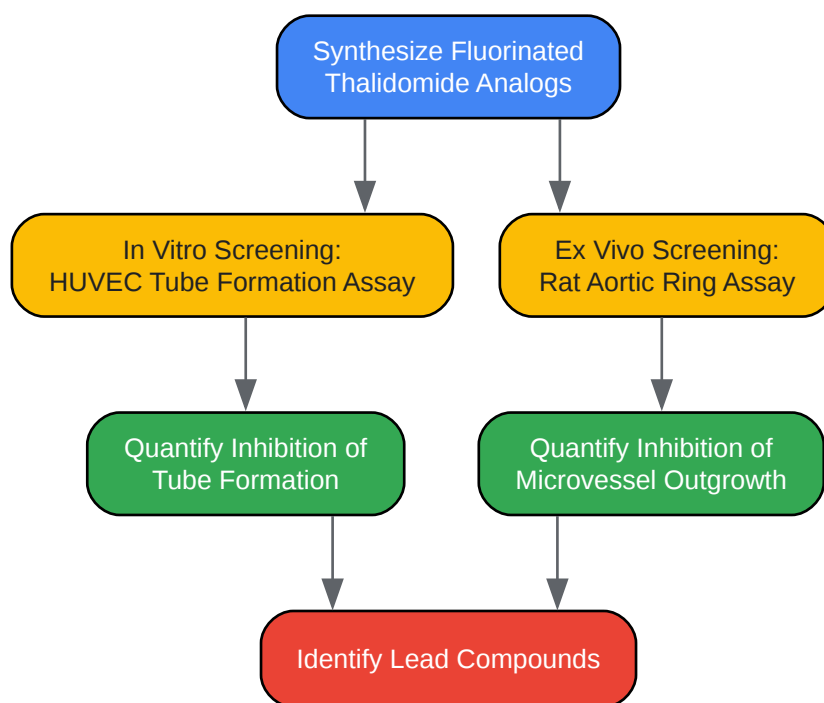 Synthesize Fluorinated
Thalidomide Analogs
In Vitro Screening:
HUVEC Tube Formation Assay
Ex Vivo Screening:
Rat Aortic Ring Assay
Quantify Inhibition of
Tube Formation
Quantify Inhibition of
Microvessel Outgrowth
Identify Lead Compounds